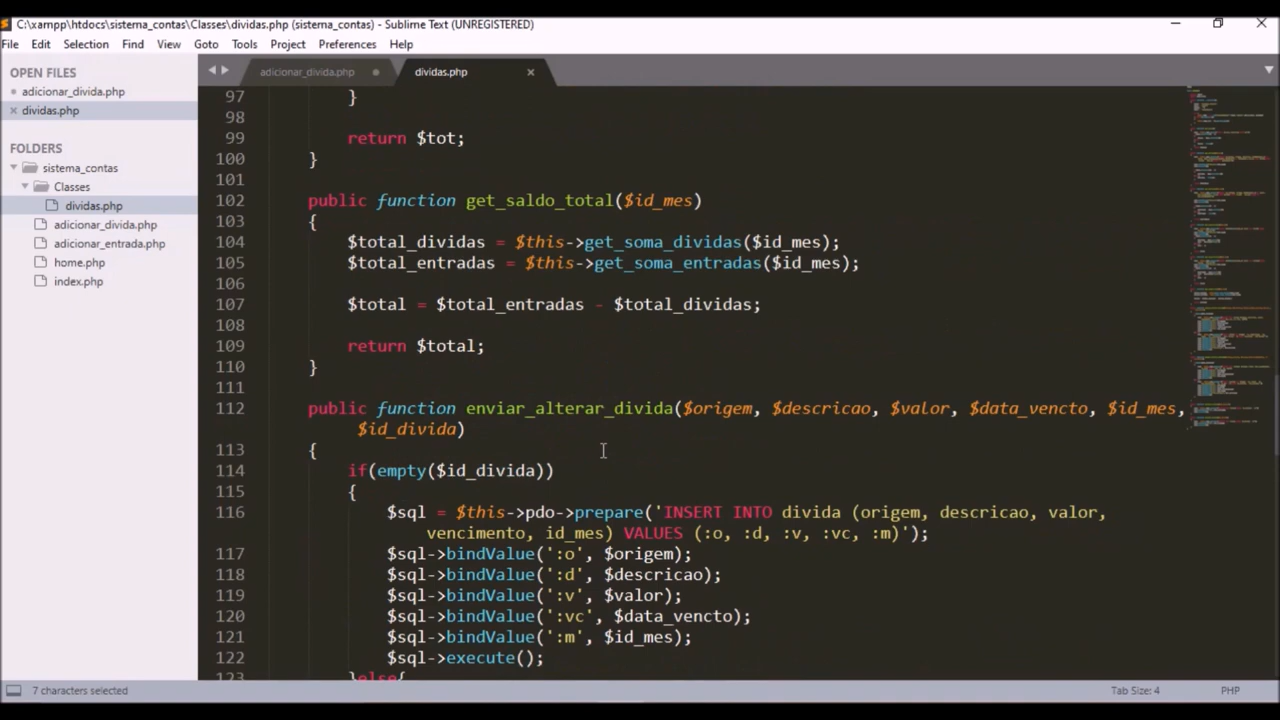 C:\xampp\htdocs\sistema_contas\Classes\dividas.php (sistema_contas) - Sublime Text (UNREGISTERED)
File Edit Selection Find View Goto Tools Project Preferences Help
OPEN FILES
adicionar_divida.php
dividas.php
FOLDERS
sistema_contas
Classes
dividas.php
adicionar_divida.php
adicionar_entrada.php
home.php
index.php
adicionar_divida.php dividas.php
97 }
98
99 return $tot;
100 }
101
102 public function get_saldo_total($id_mes)
103 {
104 $total_dividas = $this->get_soma_dividas($id_mes);
105 $total_entradas = $this->get_soma_entradas($id_mes);
106
107 $total = $total_entradas - $total_dividas;
108
109 return $total;
110 }
111
112 public function enviar_alterar_divida($origem, $descricao, $valor, $data_vencto, $id_mes,
$id_divida)
113 {
114 if(empty($id_divida))
115 {
116 $sql = $this->pdo->prepare('INSERT INTO divida (origem, descricao, valor,
vencimento, id_mes) VALUES (:o, :d, :v, :vc, :m)');
117 $sql->bindValue(':o', $origem);
118 $sql->bindValue(':d', $descricao);
119 $sql->bindValue(':v', $valor);
120 $sql->bindValue(':vc', $data_vencto);
121 $sql->bindValue(':m', $id_mes);
122 $sql->execute();
123 }else{
7 characters selected Tab Size: 4 PHP